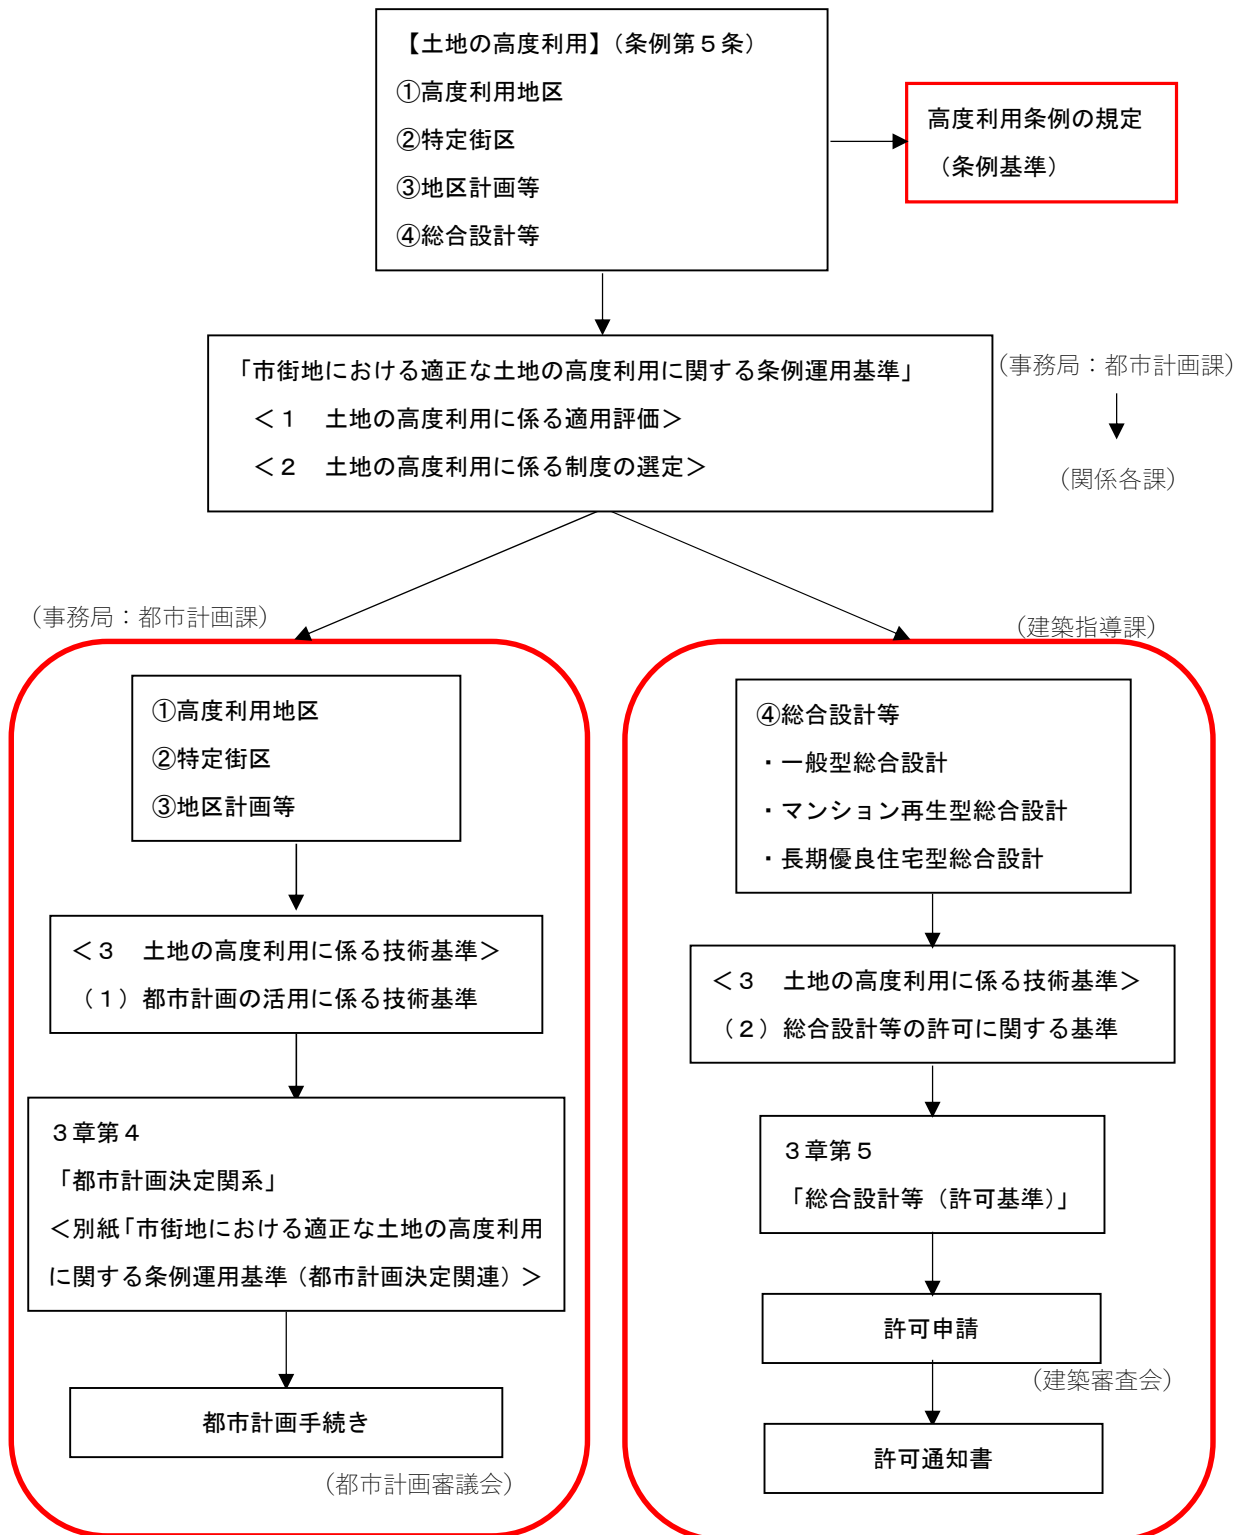 【土地の高度利用】（条例第５条）
①高度利用地区
②特定街区
③地区計画等
④総合設計等
高度利用条例の規定
（条例基準）
「市街地における適正な土地の高度利用に関する条例運用基準」
＜１　土地の高度利用に係る適用評価＞
＜２　土地の高度利用に係る制度の選定＞
（事務局：都市計画課）
（関係各課）
（事務局：都市計画課）
①高度利用地区
②特定街区
③地区計画等
＜３　土地の高度利用に係る技術基準＞
（１）都市計画の活用に係る技術基準
３章第４
「都市計画決定関系」
＜別紙「市街地における適正な土地の高度利用
に関する条例運用基準（都市計画決定関連）＞
都市計画手続き
（都市計画審議会）
（建築指導課）
④総合設計等
・一般型総合設計
・マンション再生型総合設計
・長期優良住宅型総合設計
＜３　土地の高度利用に係る技術基準＞
（２）総合設計等の許可に関する基準
３章第５
「総合設計等（許可基準）」
許可申請
（建築審査会）
許可通知書